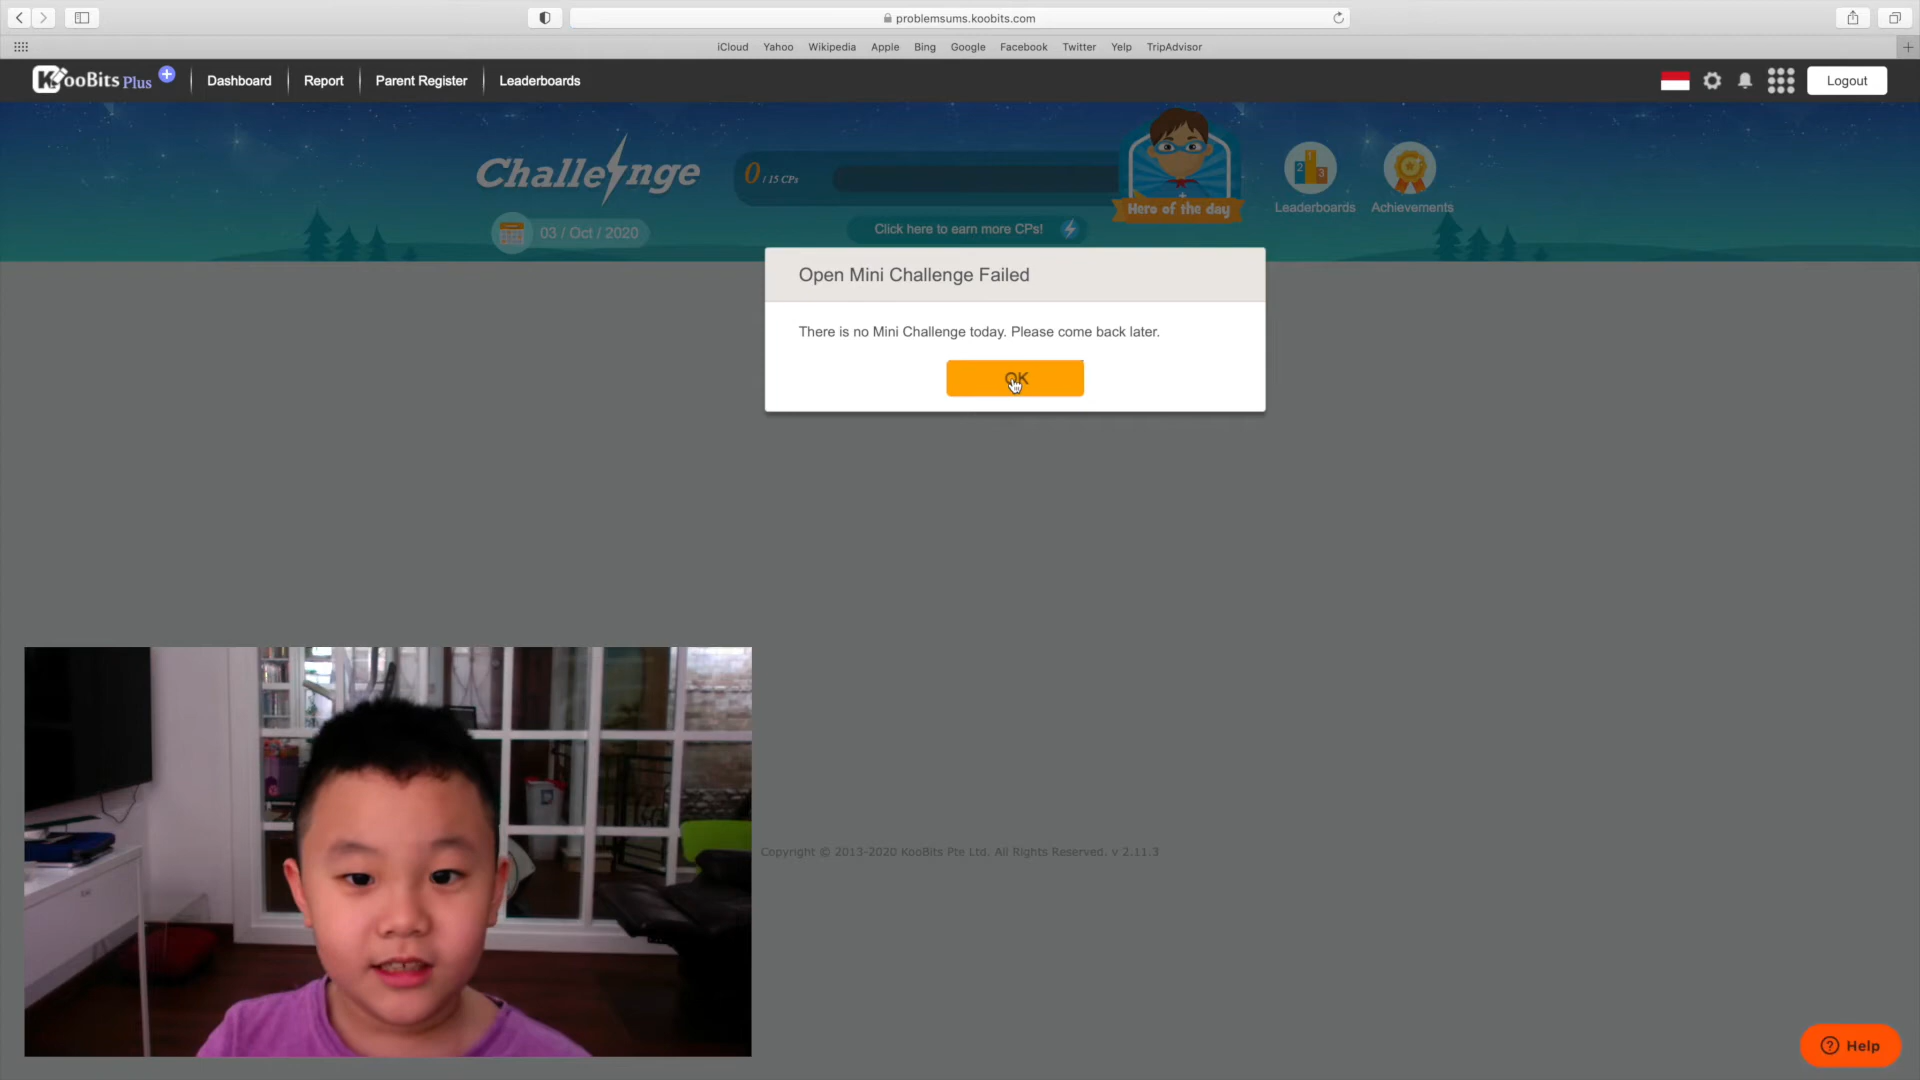 problemsums.koobits.com
iCloud Yahoo Wikipedia Apple Bing Google Facebook Twitter Yelp TripAdvisor
KooBits Plus Dashboard Report Parent Register Leaderboards Logout
Challenge
0 / 15 CPs
1
2 3
Hero of the day
Leaderboards Achievements
03 / Oct / 2020
Click here to earn more CPs!
Open Mini Challenge Failed
There is no Mini Challenge today. Please come back later.
OK
Copyright © 2013-2020 KooBits Pte Ltd. All Rights Reserved. v 2.11.3
? Help